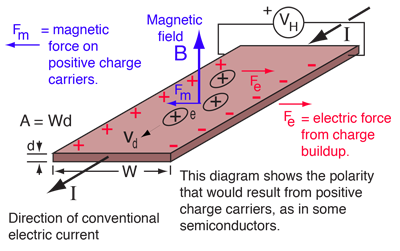 Fm = magnetic
force on
positive charge
carriers.
Magnetic
field
B
+
VH
-
I
Fm
e
Fe
Vd
+ + + + + +
- - - - - -
A = Wd
d
W
I
Fe = electric force
from charge
buildup.
Direction of conventional
electric current
This diagram shows the polarity
that would result from positive
charge carriers, as in some
semiconductors.